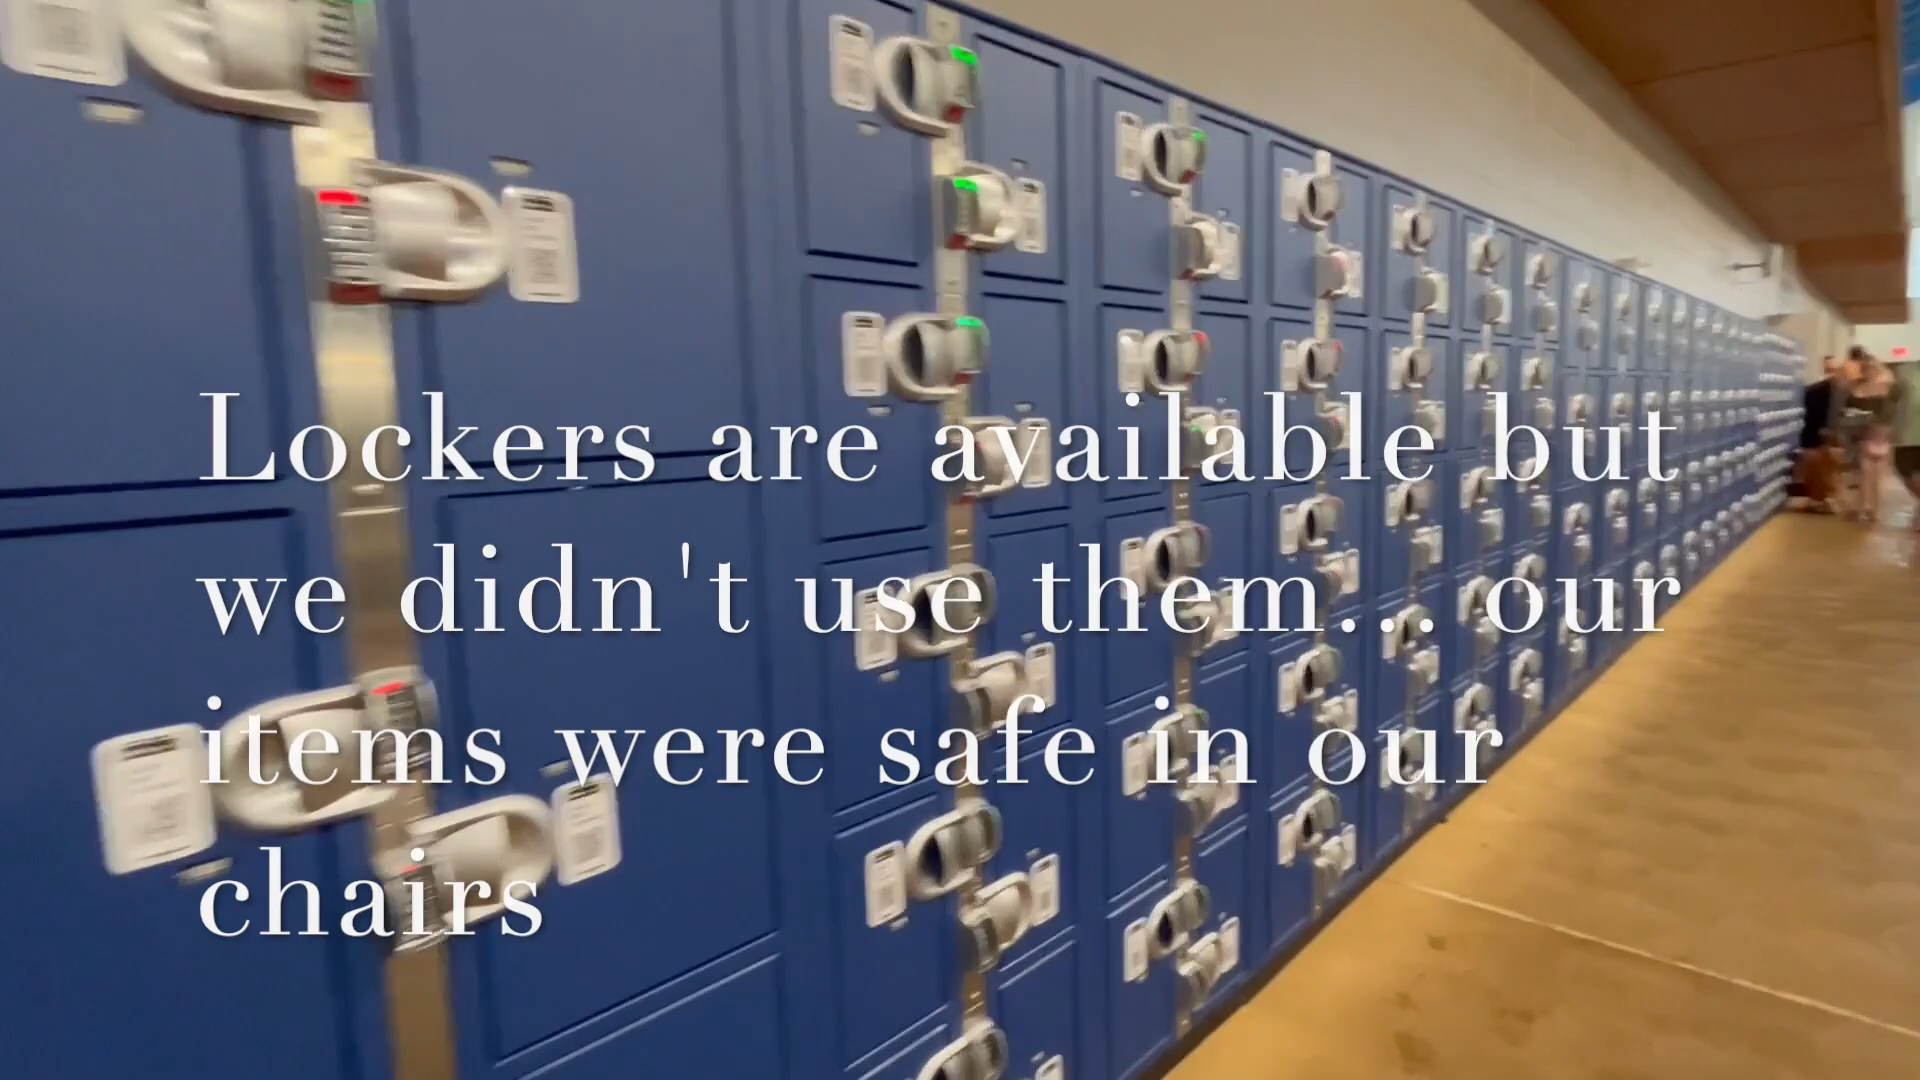 Lockers are available but
we didn't use them... our
items were safe in our
chairs